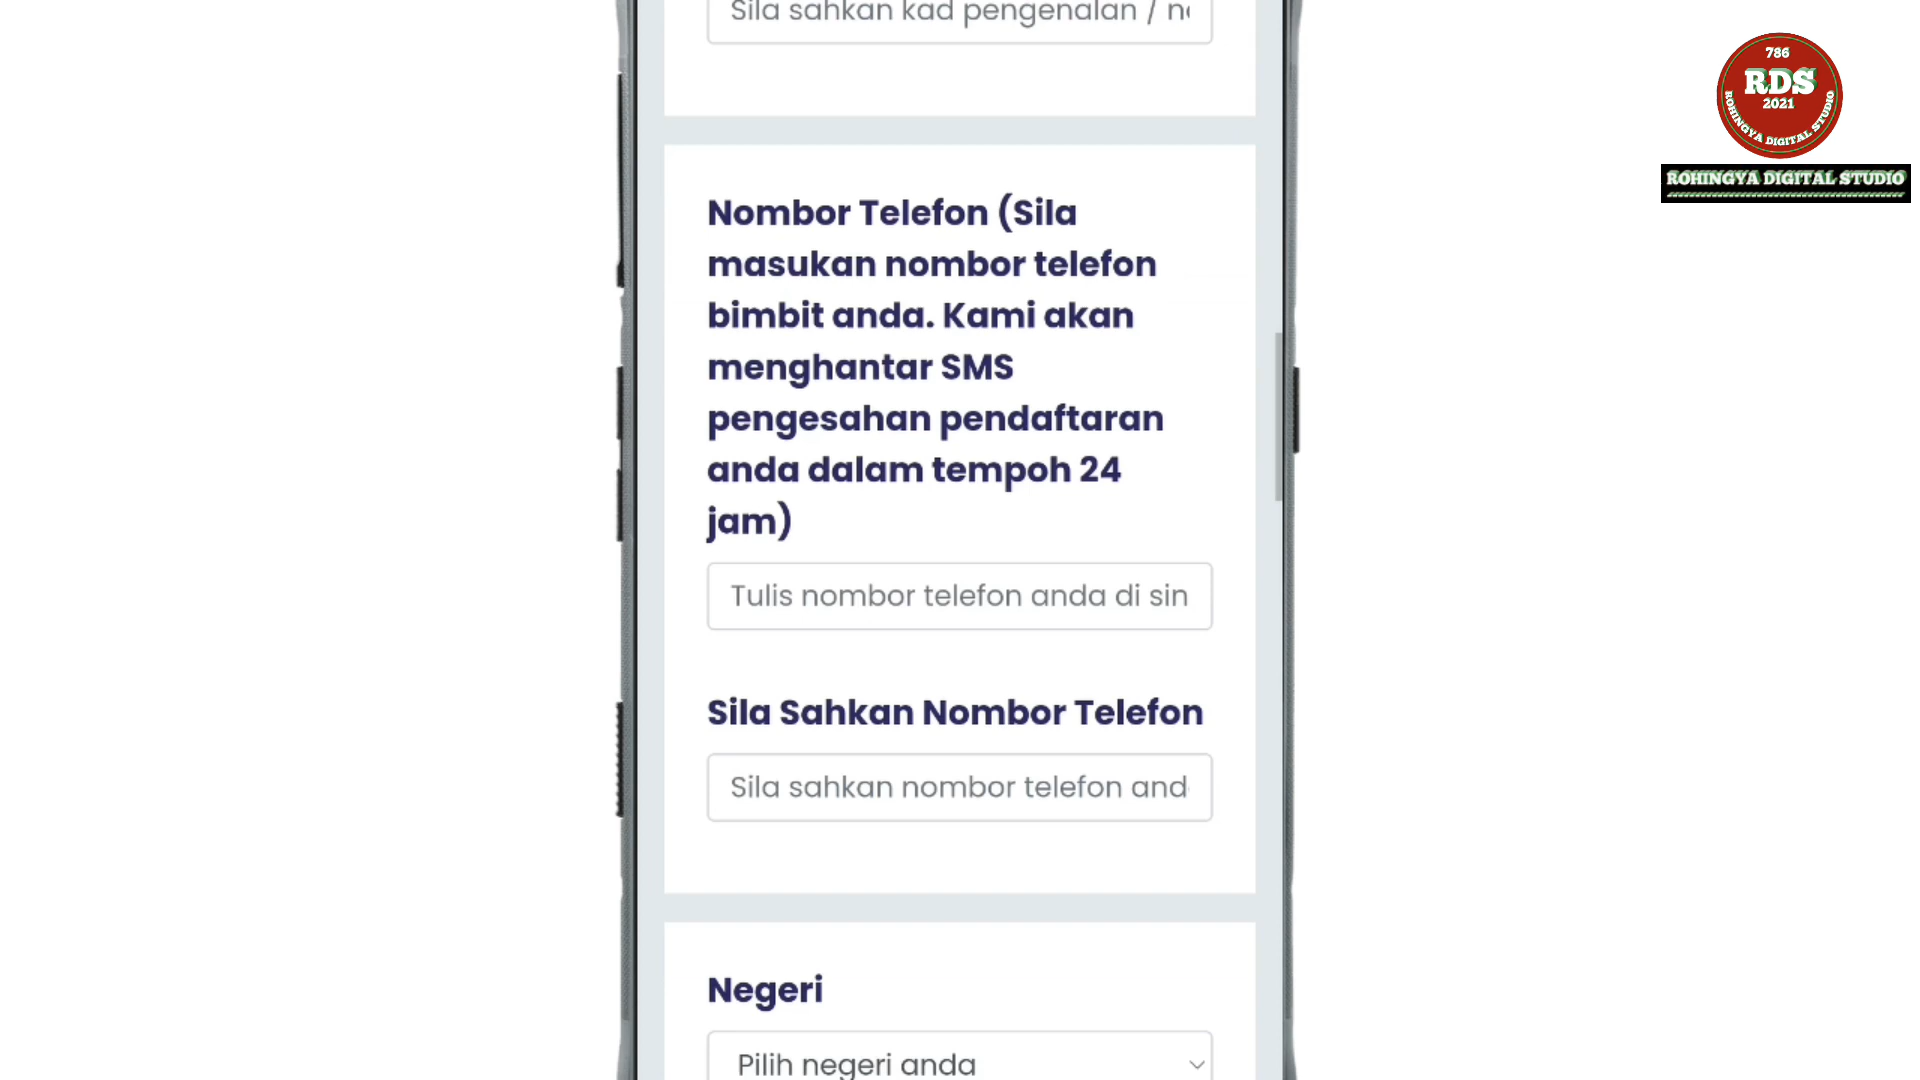 Sila sahkan kad pengenalan /
786
RDS
2021
ROHINGYA DIGITAL STUDIO
ROHINGYA DIGITAL STUDIO
Nombor Telefon (Sila
masukan nombor telefon
bimbit anda. Kami akan
menghantar SMS
pengesahan pendaftaran
anda dalam tempoh 24
jam)
Tulis nombor telefon anda di sin
Sila Sahkan Nombor Telefon
Sila sahkan nombor telefon and
Negeri
Pilih negeri anda